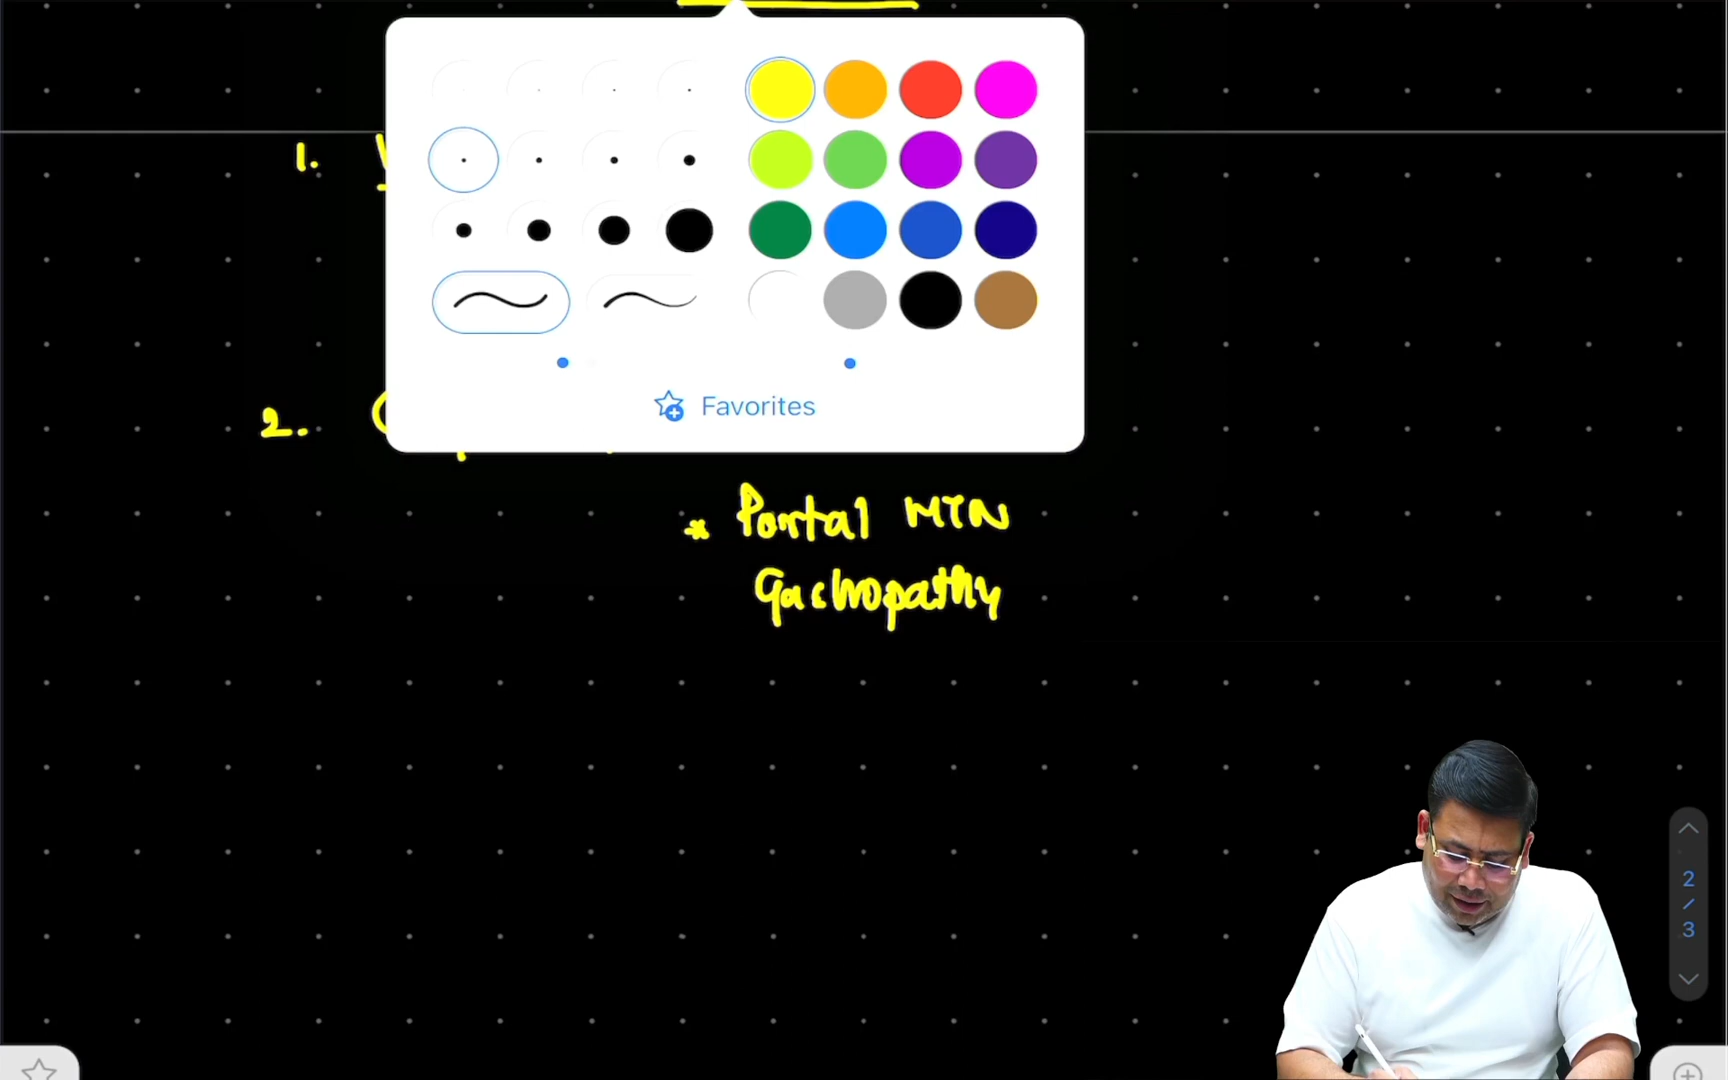 1.
Favorites
2.
* Portal HTN
Gastropathy
2
/
3